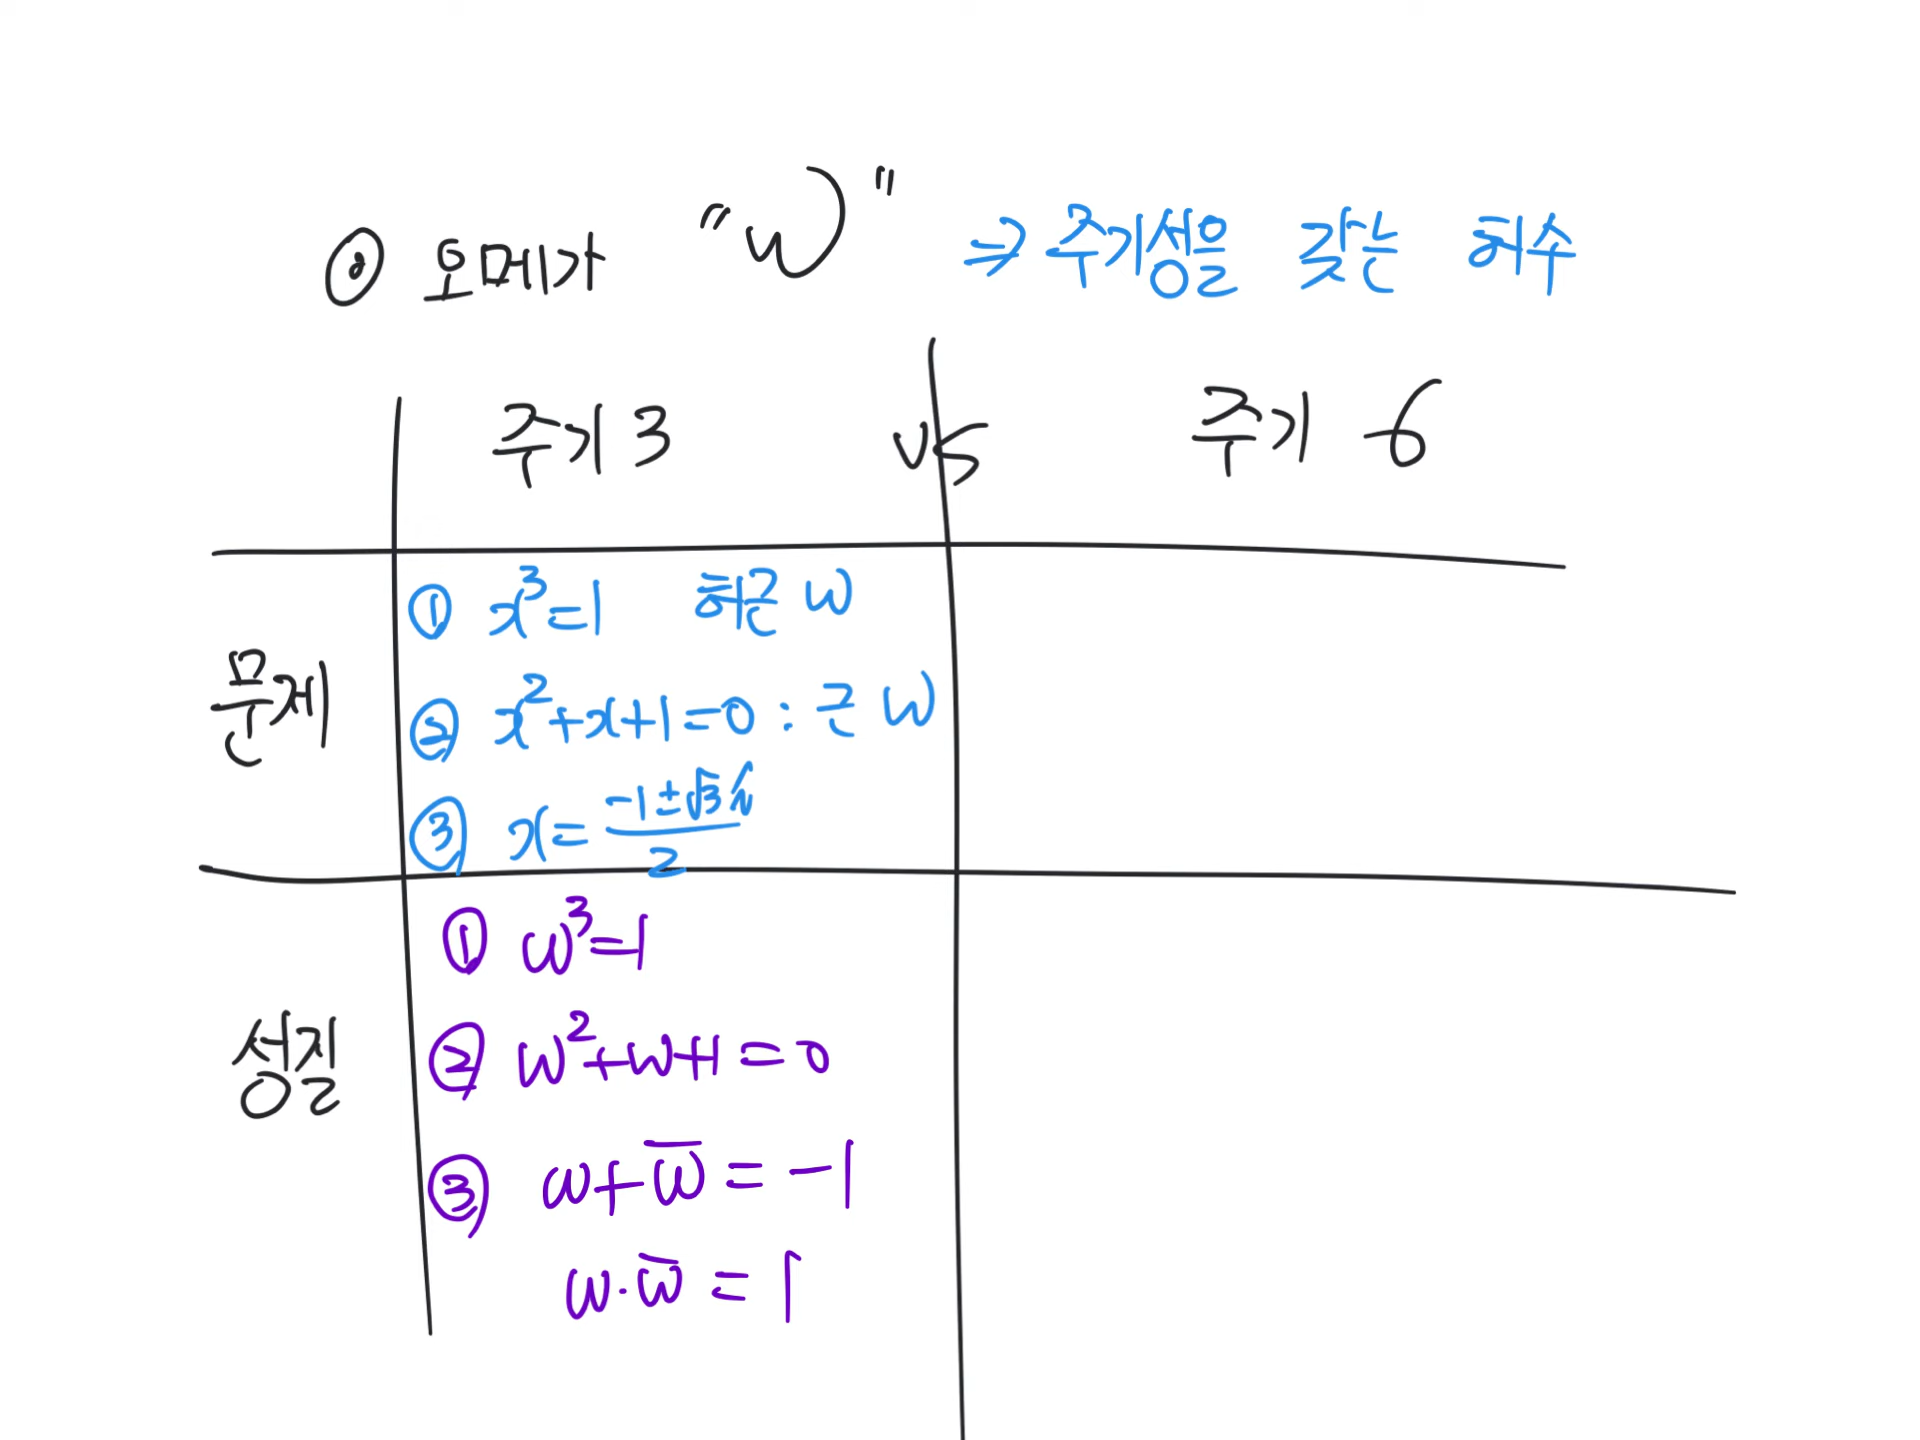 ② 오메가 "ω" ⇒ 주기성을 갖는 허수
주기 3 vs 주기 6
문제
① x³=1 허근 ω
② x²+x+1=0 : 근 ω
③ x= (-1±√3 i)/2
성질
① ω³=1
② ω²+ω+1=0
③ ω+ω̅=-1
ω·ω̅=1